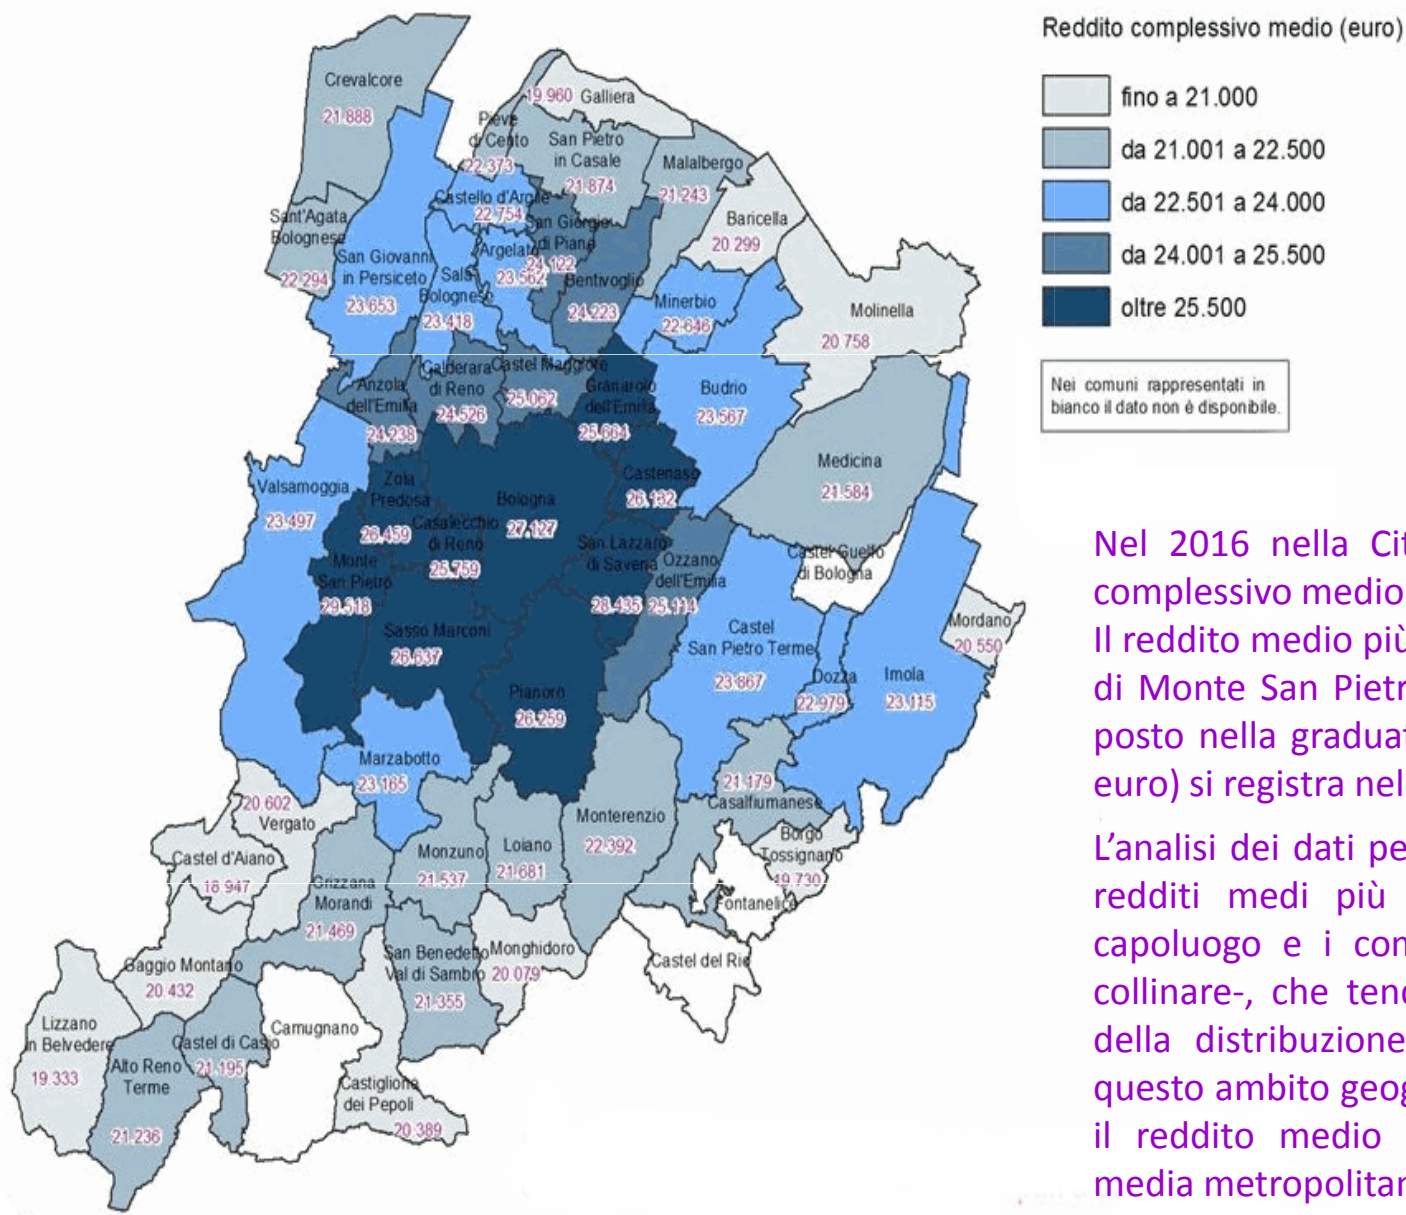 Reddito complessivo medio (euro)
fino a 21.000
da 21.001 a 22.500
da 22.501 a 24.000
da 24.001 a 25.500
oltre 25.500
Nei comuni rappresentati in
bianco il dato non è disponibile.
Crevalcore
21 888
19 960 Galliera
Pieve
di Cento
22 373
San Pietro
in Casale
21 874
Malalbergo
21 243
Baricella
20 299
Castello d'Argile
22 754
Sant'Agata
Bolognese
22 294
San Giovanni
in Persiceto
23 653
Sala
Bolognese
23 418
Argelato
23 562
San Giorgio
di Piano
24 122
Bentivoglio
24 223
Minerbio
22 646
Molinella
20 758
Anzola
dell'Emilia
24 238
Calderara
di Reno
24 526
Castel Maggiore
25 062
Granarolo
dell'Emilia
25 664
Budrio
23 567
Medicina
21 584
Valsamoggia
23 497
Zola
Predosa
26 459
Bologna
27 127
Castenaso
26 132
Casalecchio
di Reno
25 759
Monte
San Pietro
29 518
San Lazzaro
di Savena
28 435
Ozzano
dell'Emilia
25 114
Castel Guelfo
di Bologna
Castel
San Pietro Terme
23 867
Mordano
20 550
Sasso Marconi
26 637
Pianoro
26 259
Dozza
22 979
Imola
23 115
Marzabotto
23 165
20 602
Vergato
21 179
Casalfiumanese
Monterenzio
22 392
Borgo
Tossignano
19 730
Castel d'Aiano
18 947
Grizzana
Morandi
21 469
Monzuno
21 537
Loiano
21 681
Fontanelice
Gaggio Montano
20 432
San Benedetto
Val di Sambro
21 355
Monghidoro
20 079
Castel del Rio
Lizzano
in Belvedere
19 333
Alto Reno
Terme
21 236
Castel di Casio
21 195
Camugnano
Castiglione
dei Pepoli
20 389
Nel 2016 nella Cit
complessivo medio
Il reddito medio più
di Monte San Pietr
posto nella graduat
euro) si registra nel
L'analisi dei dati pe
redditi medi più
capoluogo e i con
collinare-, che tend
della distribuzione
questo ambito geog
il reddito medio
media metropolitan